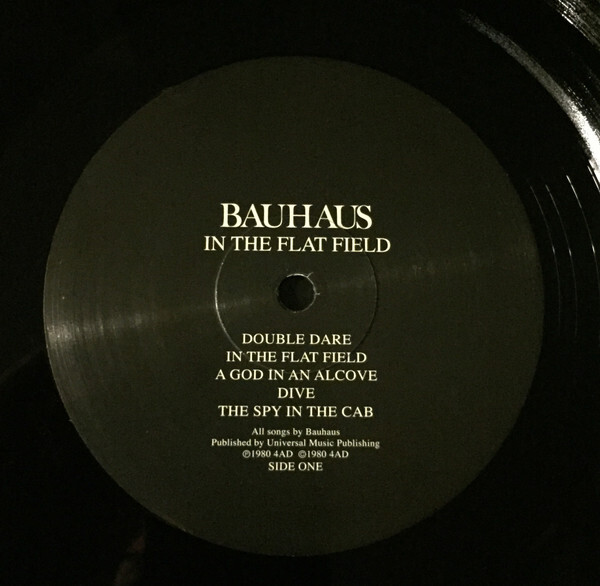 BAUHAUS
IN THE FLAT FIELD
DOUBLE DARE
IN THE FLAT FIELD
A GOD IN AN ALCOVE
DIVE
THE SPY IN THE CAB
All songs by Bauhaus
Published by Universal Music Publishing
℗1980 4AD ©1980 4AD
SIDE ONE